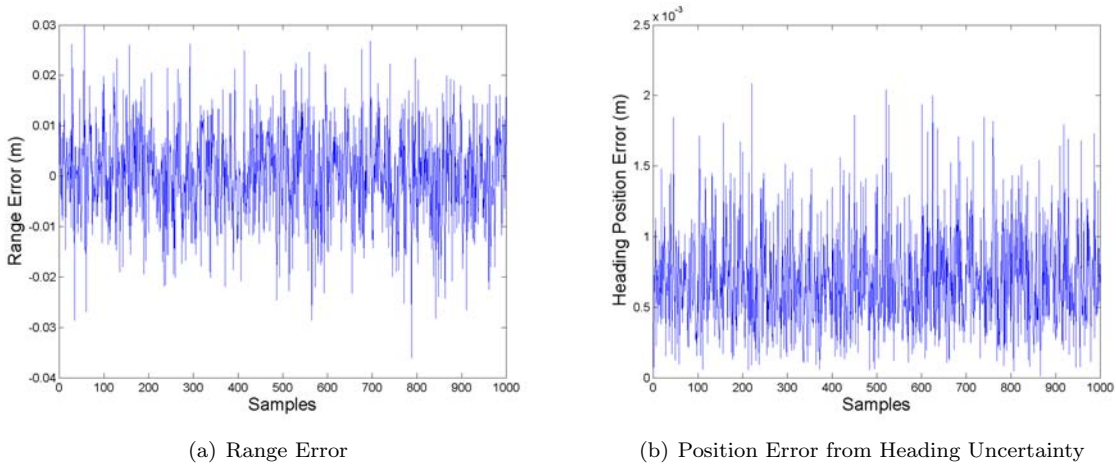 0.03
0.02
0.01
0
-0.01
-0.02
-0.03
-0.04
Range Error (m)
0 100 200 300 400 500 600 700 800 900 1000
Samples
(a) Range Error
x 10⁻³
2.5
2
1.5
1
0.5
0
Heading Position Error (m)
0 100 200 300 400 500 600 700 800 900 1000
Samples
(b) Position Error from Heading Uncertainty